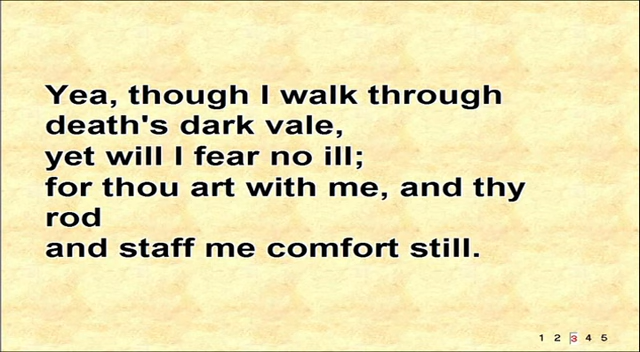 Yea, though I walk through
death's dark vale,
yet will I fear no ill;
for thou art with me, and thy
rod
and staff me comfort still.
1 2 3 4 5